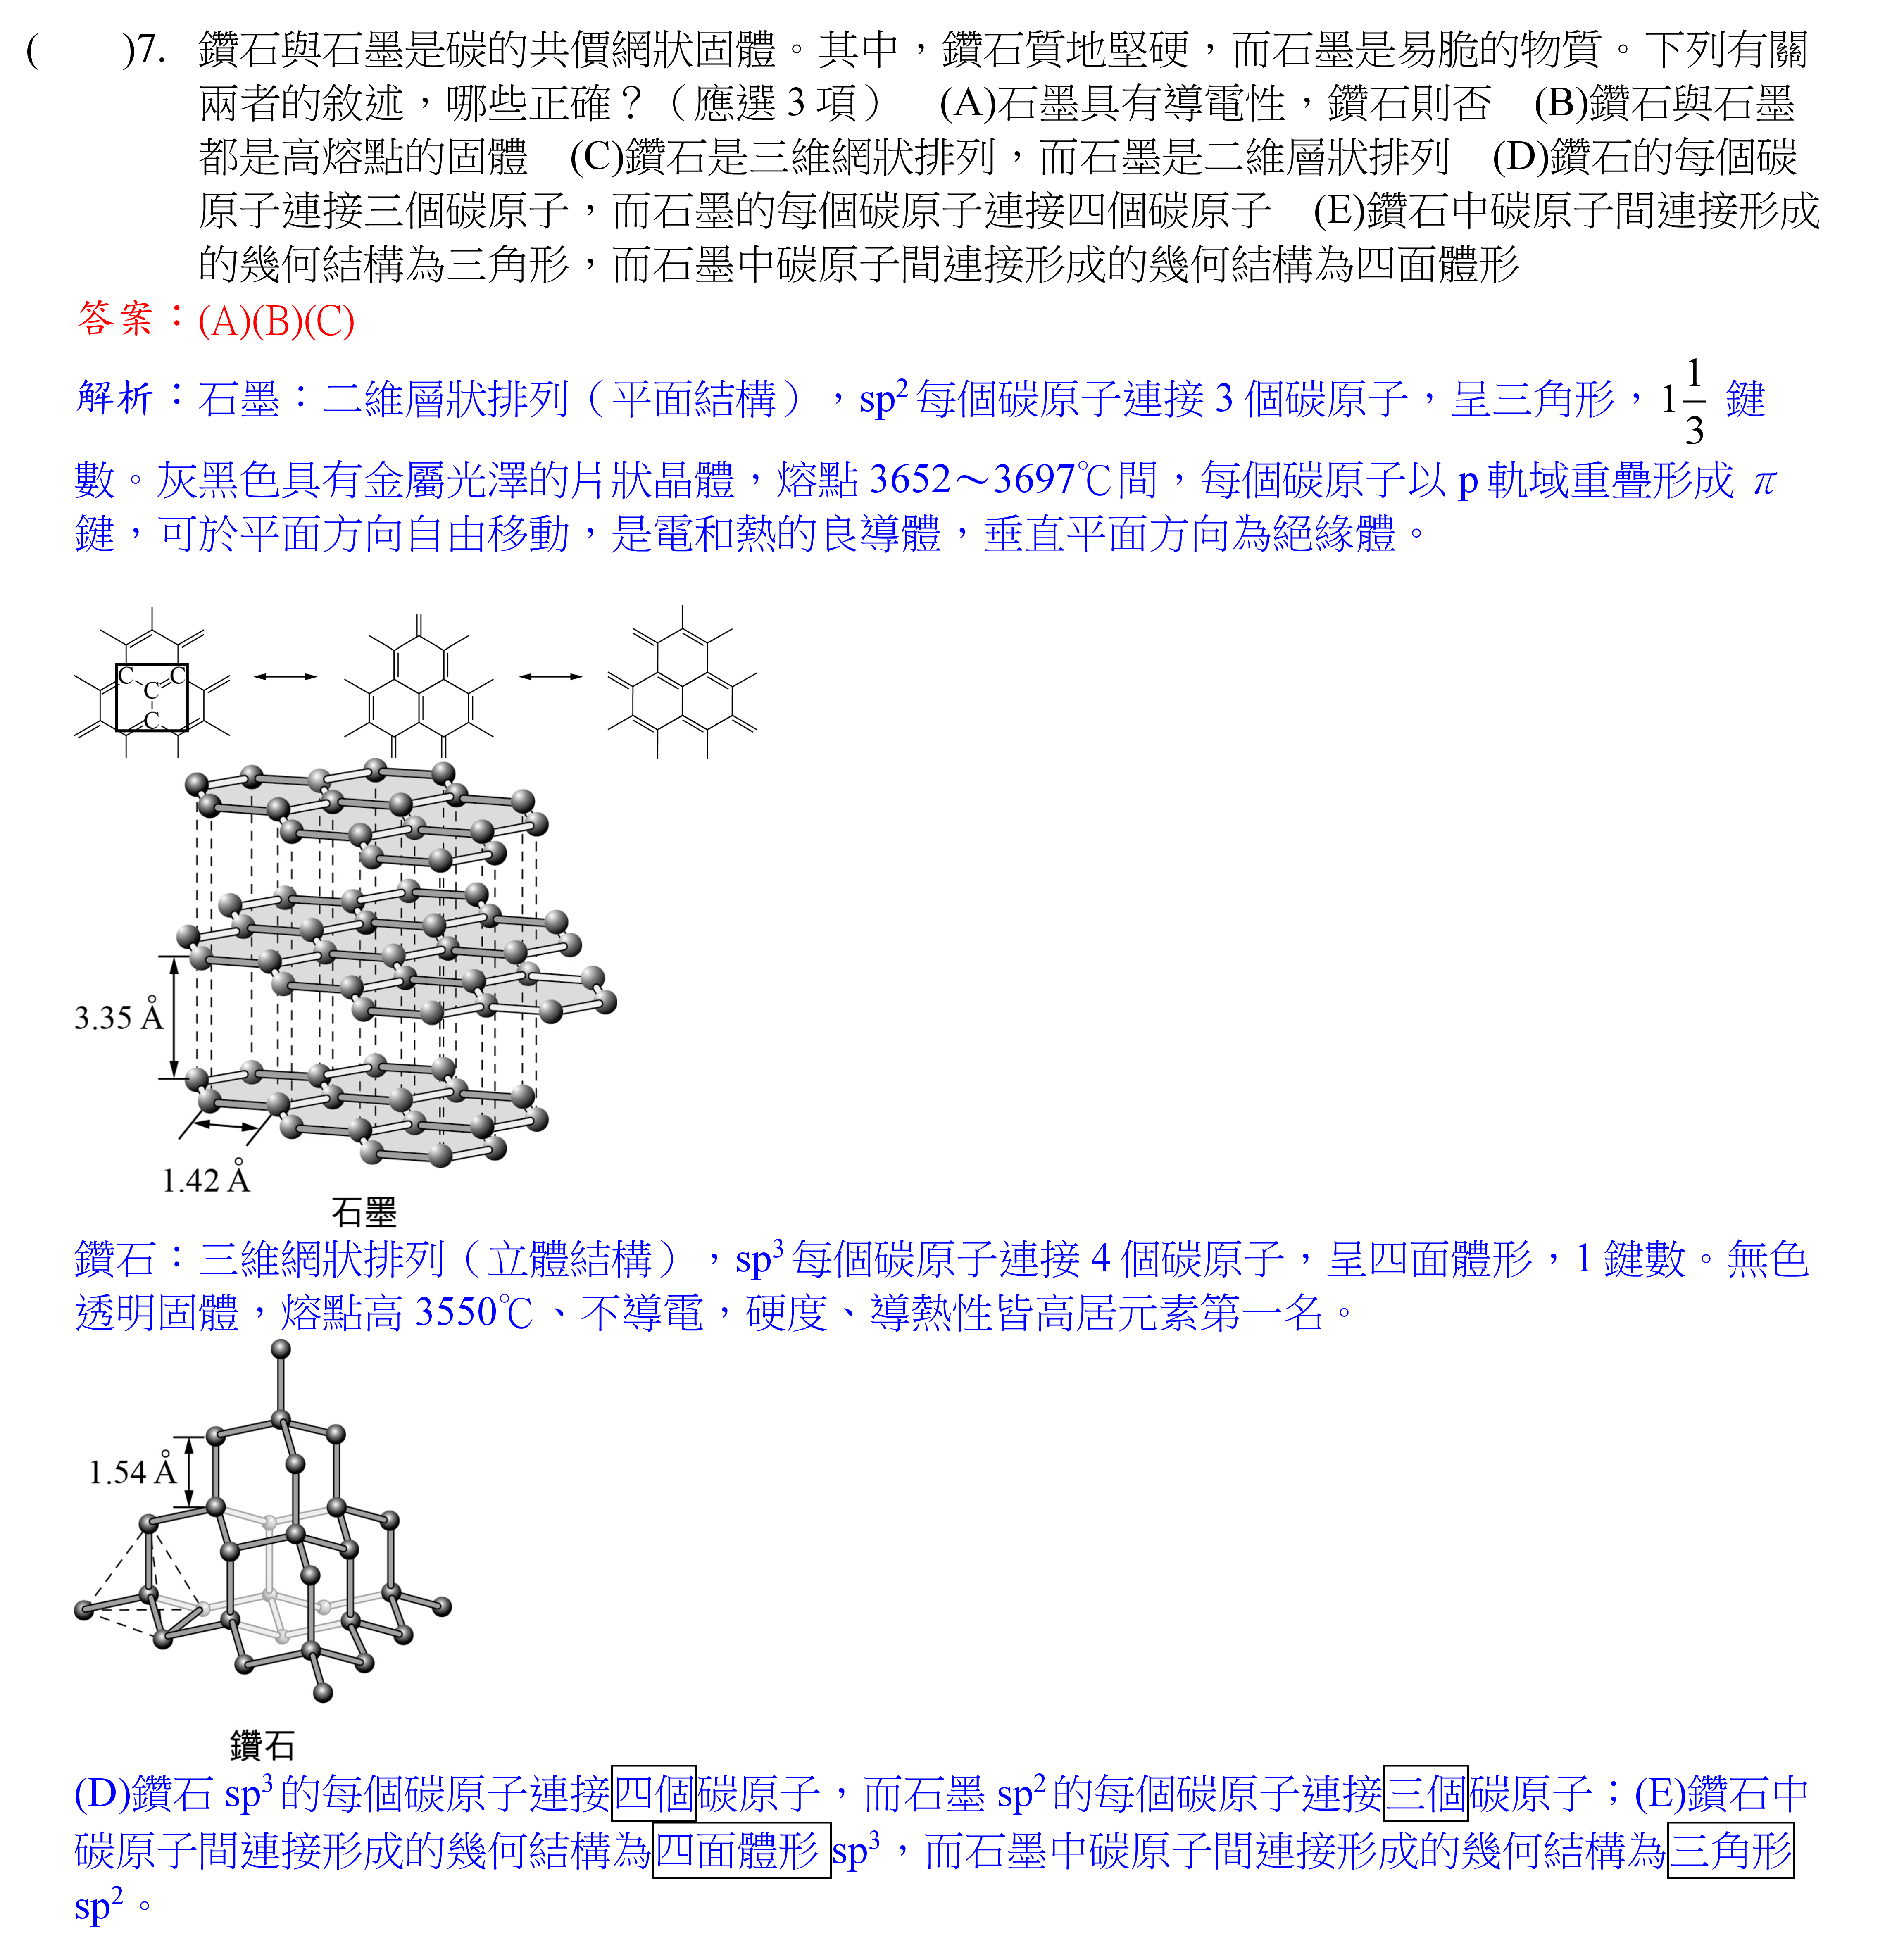 (　　)7. 鑽石與石墨是碳的共價網狀固體。其中，鑽石質地堅硬，而石墨是易脆的物質。下列有關
兩者的敘述，哪些正確？（應選 3 項）　(A)石墨具有導電性，鑽石則否　(B)鑽石與石墨
都是高熔點的固體　(C)鑽石是三維網狀排列，而石墨是二維層狀排列　(D)鑽石的每個碳
原子連接三個碳原子，而石墨的每個碳原子連接四個碳原子　(E)鑽石中碳原子間連接形成
的幾何結構為三角形，而石墨中碳原子間連接形成的幾何結構為四面體形
答案：(A)(B)(C)
解析：石墨：二維層狀排列（平面結構），sp² 每個碳原子連接 3 個碳原子，呈三角形，1 1/3 鍵
數。灰黑色具有金屬光澤的片狀晶體，熔點 3652～3697℃間，每個碳原子以 p 軌域重疊形成 π
鍵，可於平面方向自由移動，是電和熱的良導體，垂直平面方向為絕緣體。
C C
C
C
3.35 Å
1.42 Å
石墨
鑽石：三維網狀排列（立體結構），sp³ 每個碳原子連接 4 個碳原子，呈四面體形，1 鍵數。無色
透明固體，熔點高 3550℃、不導電，硬度、導熱性皆高居元素第一名。
1.54 Å
鑽石
(D)鑽石 sp³ 的每個碳原子連接四個碳原子，而石墨 sp² 的每個碳原子連接三個碳原子；(E)鑽石中
碳原子間連接形成的幾何結構為四面體形 sp³，而石墨中碳原子間連接形成的幾何結構為三角形
sp²。